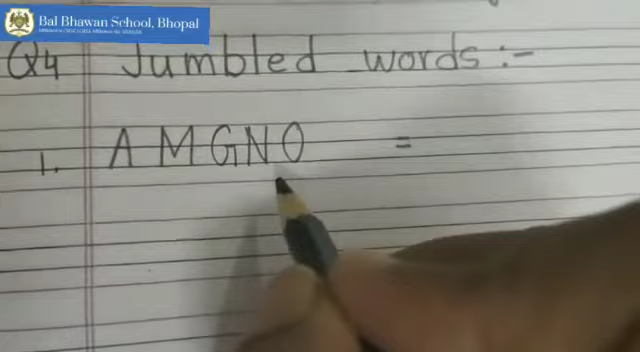 Bal Bhawan School, Bhopal
Q4 Jumbled words :-
1. A M G N O =